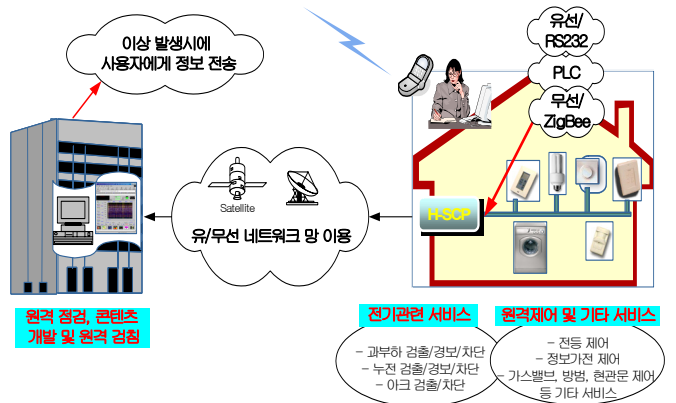 이상 발생시에
사용자에게 정보 전송
유선/
RS232
PLC
무선/
ZigBee
Satellite
유/무선 네트워크 망 이용
H-SCP
원격 점검, 콘텐츠
개발 및 원격 검침
전기관련 서비스
- 과부하 검출/경보/차단
- 누전 검출/경보/차단
- 아크 검출/차단
원격제어 및 기타 서비스
- 전등 제어
- 정보가전 제어
- 가스밸브, 방범, 현관문 제어
등 기타 서비스